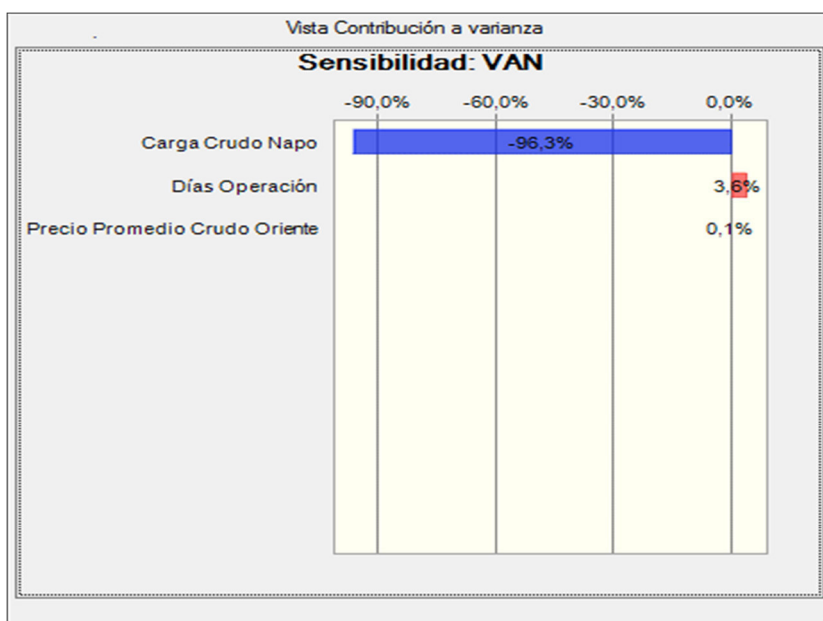 Vista Contribución a varianza
Sensibilidad: VAN
-90,0% -60,0% -30,0% 0,0%
Carga Crudo Napo -96,3%
Días Operación 3,6%
Precio Promedio Crudo Oriente 0,1%